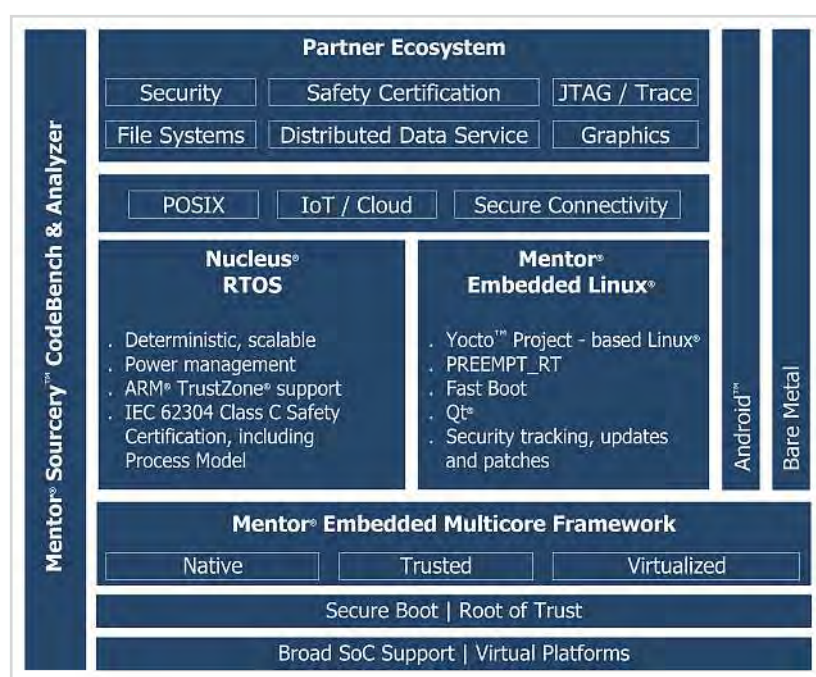 Mentor® Sourcery™ CodeBench & Analyzer
Partner Ecosystem
Security
Safety Certification
JTAG / Trace
File Systems
Distributed Data Service
Graphics
POSIX
IoT / Cloud
Secure Connectivity
Nucleus®
RTOS
. Deterministic, scalable
. Power management
. ARM® TrustZone® support
. IEC 62304 Class C Safety
Certification, including
Process Model
Mentor®
Embedded Linux®
. Yocto™ Project - based Linux®
. PREEMPT_RT
. Fast Boot
. Qt®
. Security tracking, updates
and patches
Android™
Bare Metal
Mentor® Embedded Multicore Framework
Native
Trusted
Virtualized
Secure Boot | Root of Trust
Broad SoC Support | Virtual Platforms